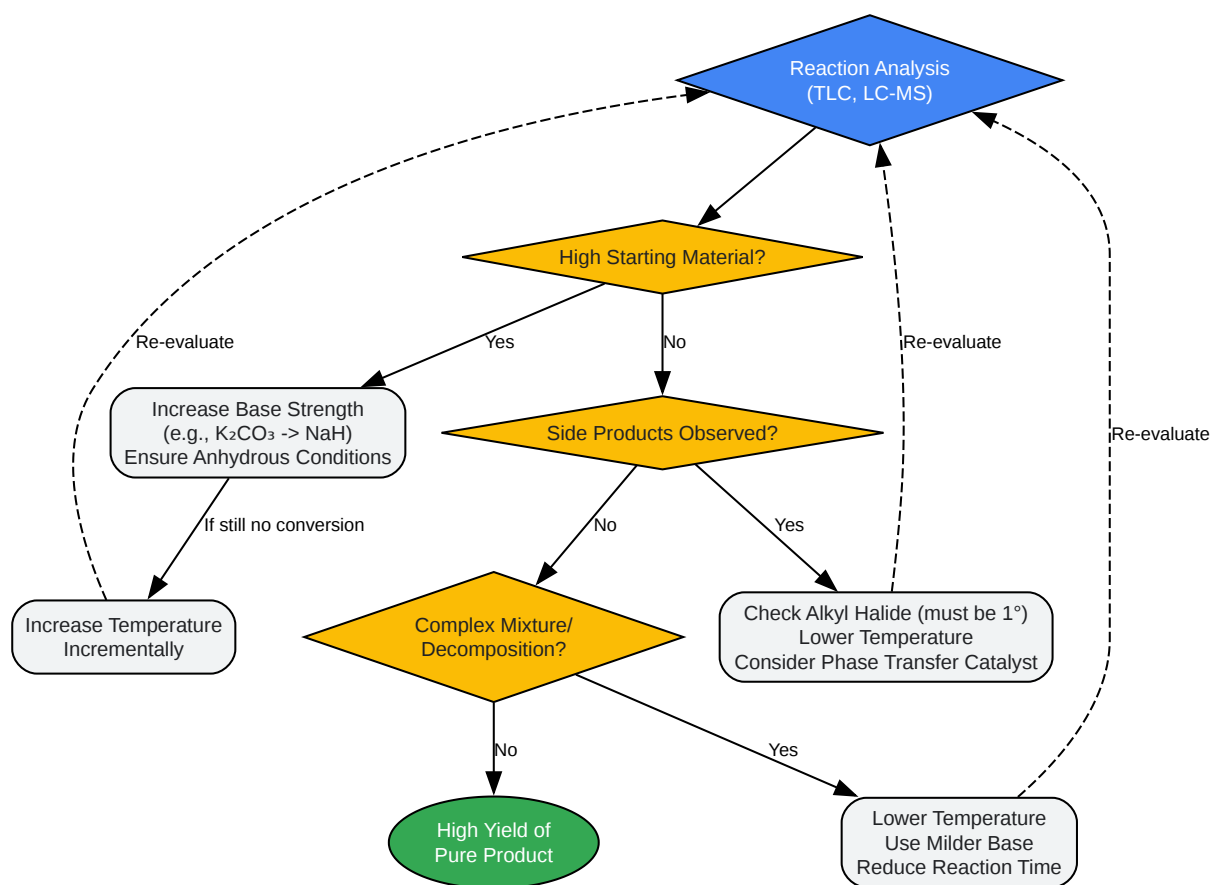 Reaction Analysis
(TLC, LC-MS)
High Starting Material?
Re-evaluate
Yes
No
Re-evaluate
Increase Base Strength
(e.g., K₂CO₃ -> NaH)
Ensure Anhydrous Conditions
Side Products Observed?
Re-evaluate
If still no conversion
No
Yes
Increase Temperature
Incrementally
Complex Mixture/
Decomposition?
Check Alkyl Halide (must be 1°)
Lower Temperature
Consider Phase Transfer Catalyst
No
Yes
High Yield of
Pure Product
Lower Temperature
Use Milder Base
Reduce Reaction Time